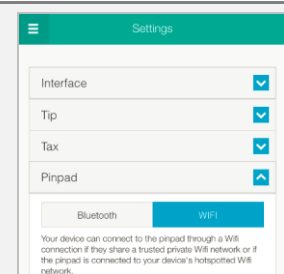 Settings
Interface
Tip
Tax
Pinpad
Bluetooth WIFI
Your device can connect to the pinpad through a Wifi
connection if they share a trusted private Wifi network or if
the pinpad is connected to your device's hotspotted Wifi
network.